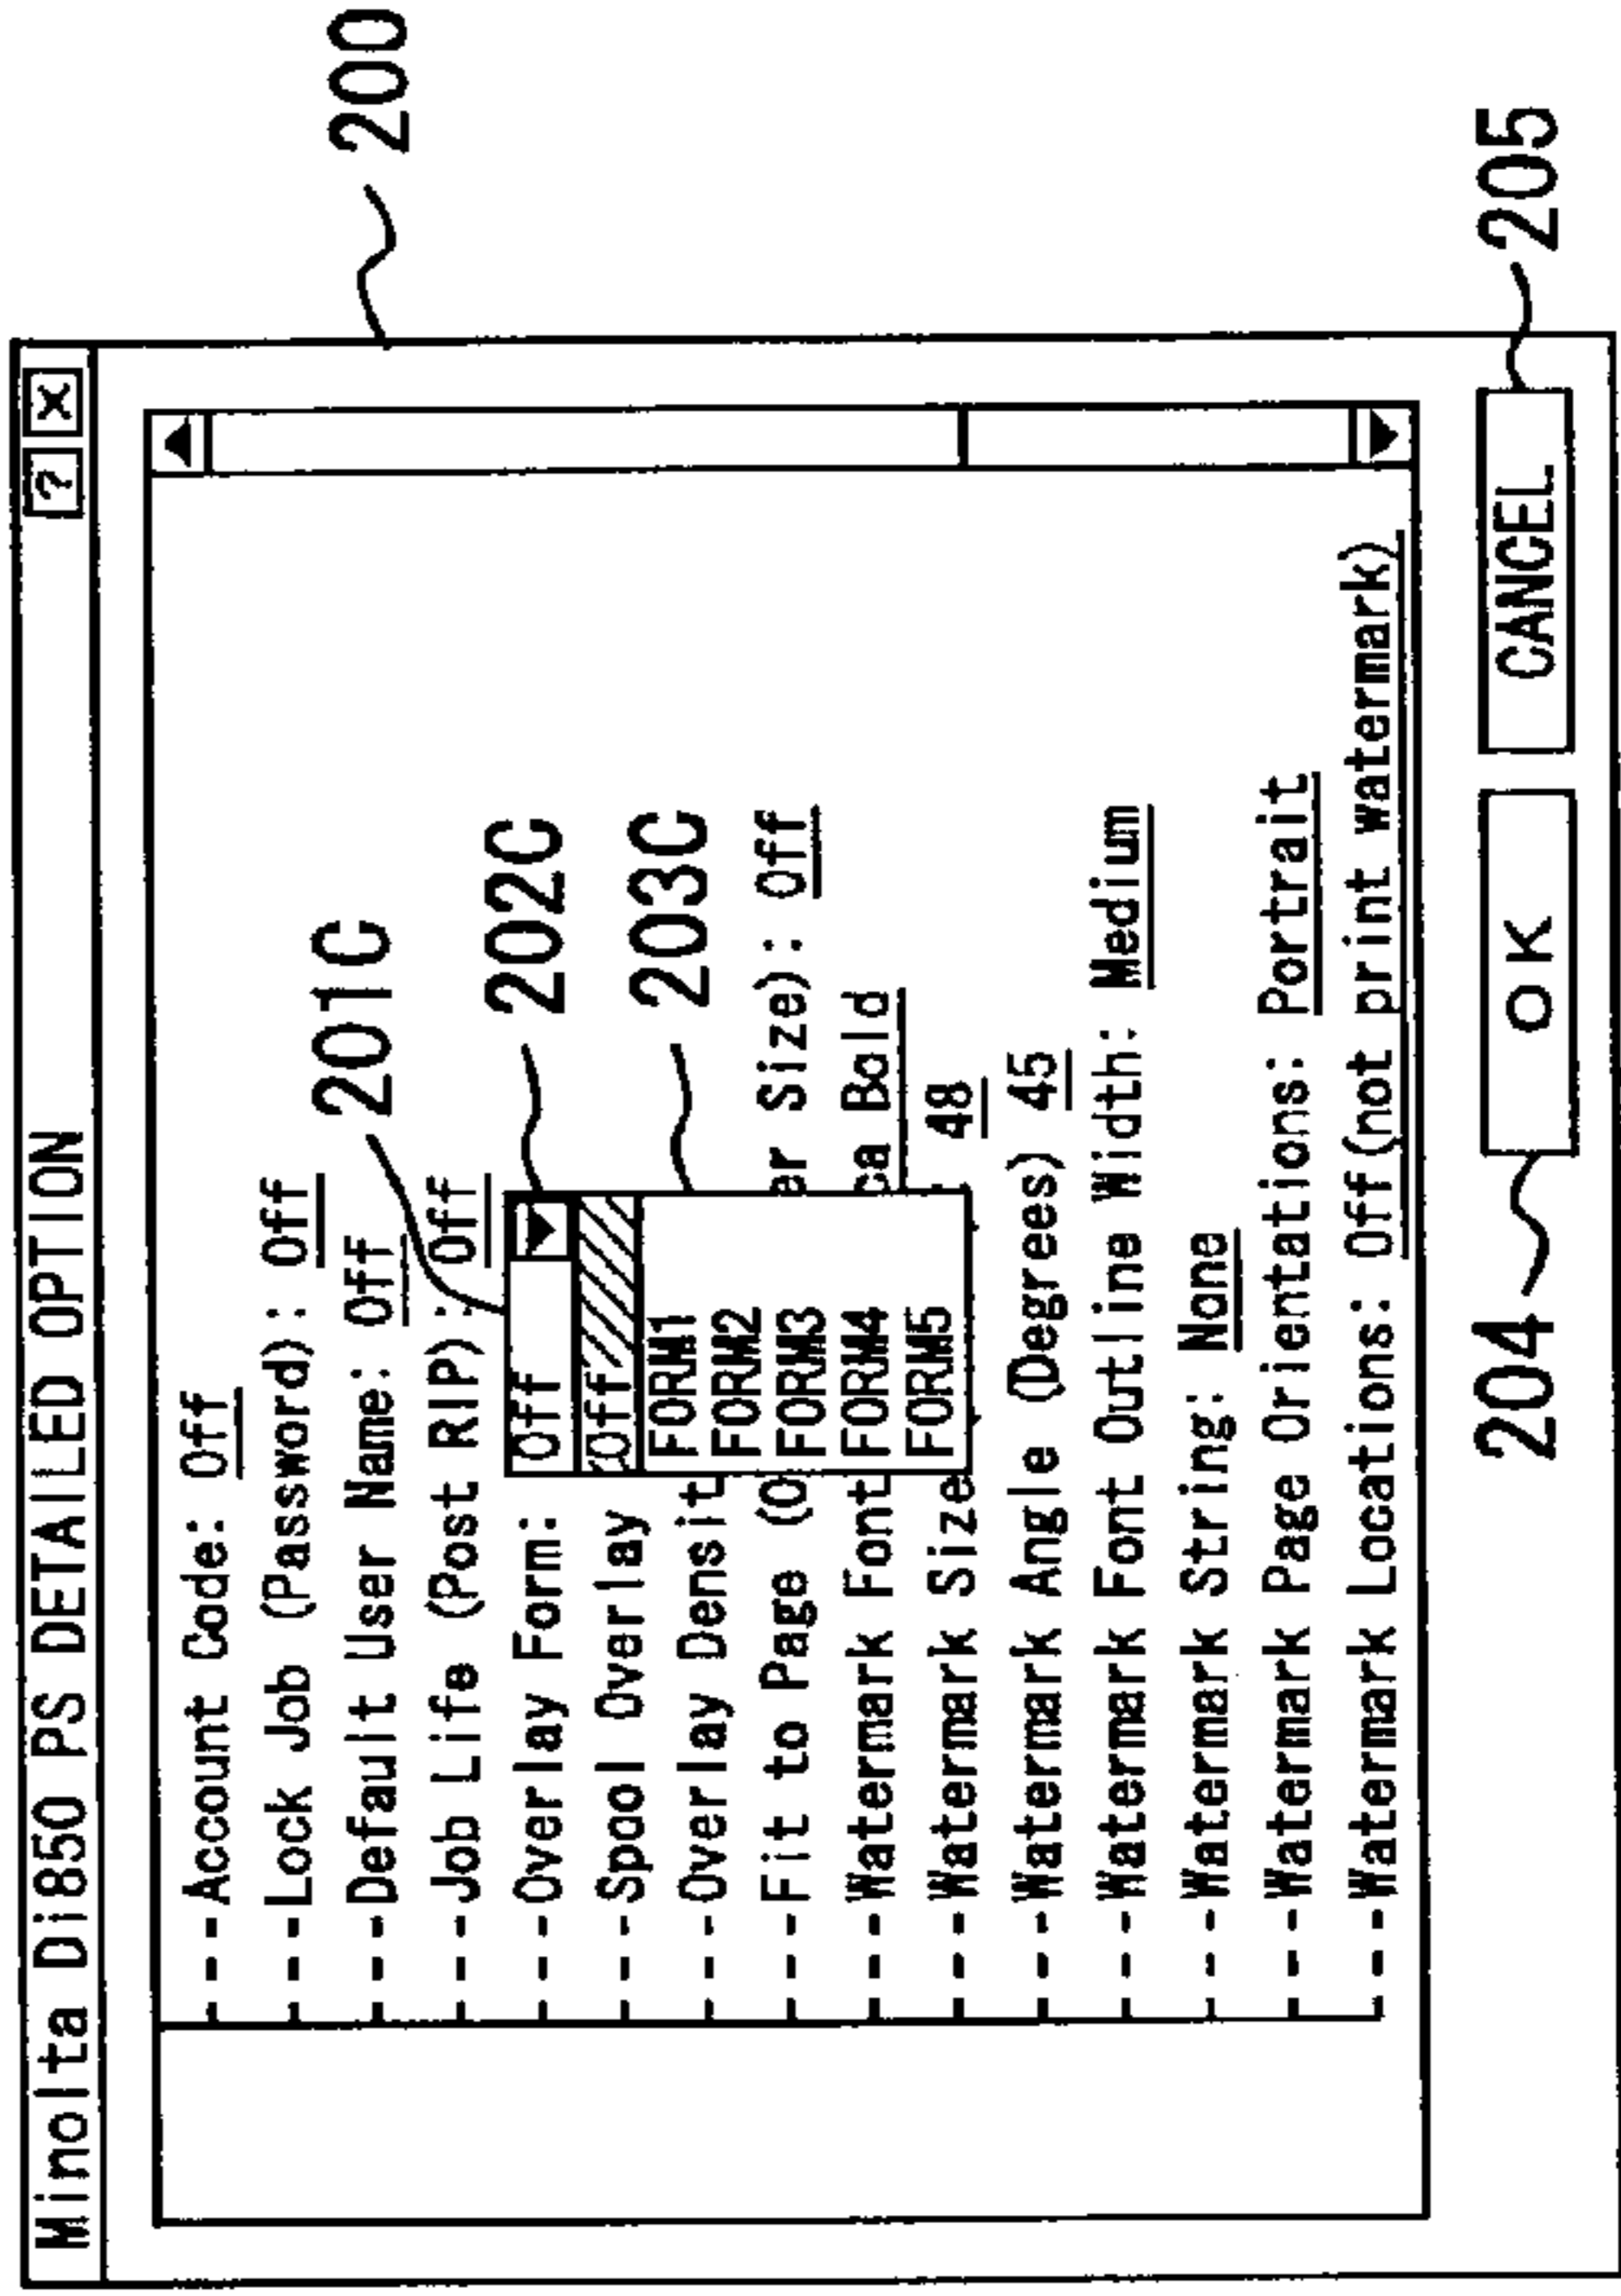 Minolta Di850 PS DETAILED OPTION ? X
200
---Account Code: Off
---Lock Job (Password): Off
201C
---Default User Name: Off
---Job Life (Post RIP): Off
---Overlay Form: Off
202C
---Spool Overlay Off
---Overlay Densit FORM1
203C
FORM2
---Fit to Page (O FORM3 er Size): Off
---Watermark Font FORM4 ca Bold
---Watermark Size FORM5 48
---Watermark Angle (Degrees) 45
---Watermark Font Outline Width: Medium
---Watermark String: None
---Watermark Page Orientations: Portrait
---Watermark Locations: Off(not print watermark)
OK CANCEL
204 205